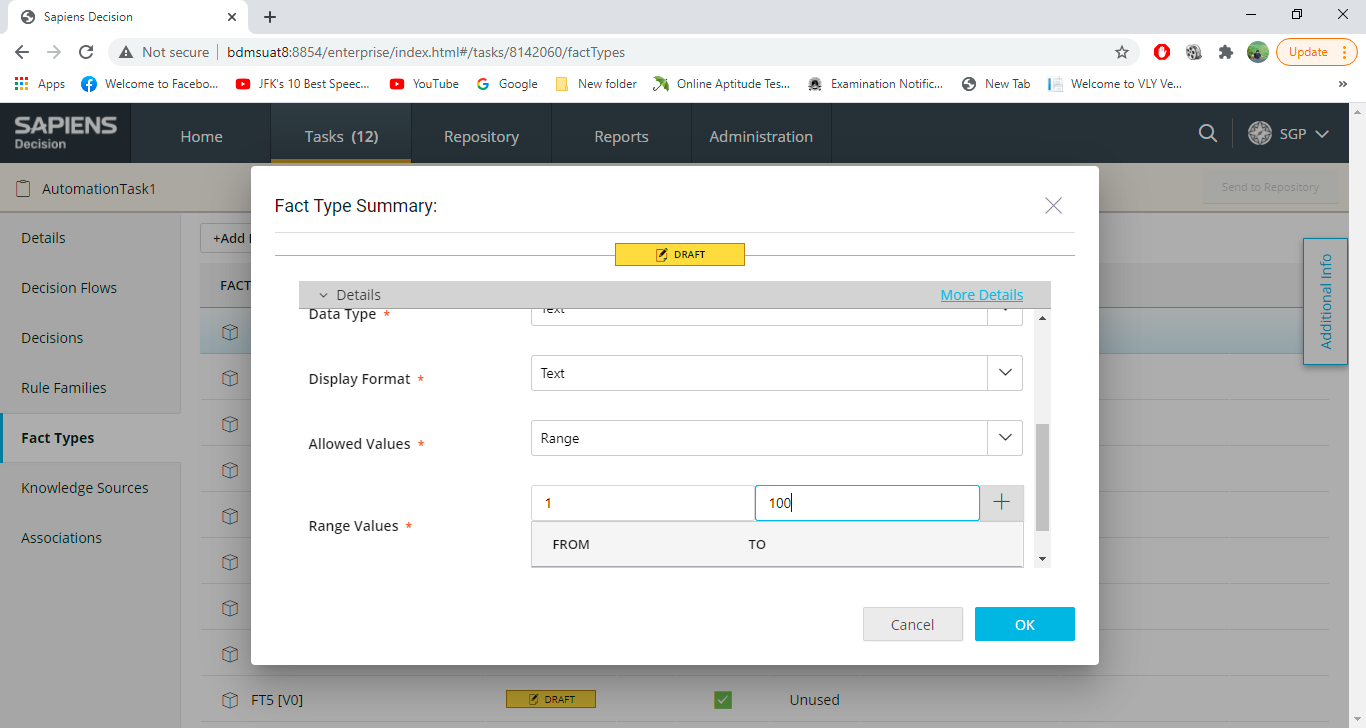 Sapiens Decision
Not secure bdmsuat8:8854/enterprise/index.html#/tasks/8142060/factTypes Update
Apps Welcome to Facebo... JFK's 10 Best Speec... YouTube Google New folder Online Aptitude Tes... Examination Notific... New Tab Welcome to VLY Ve... »
SAPIENS
Decision
Home Tasks (12) Repository Reports Administration SGP
AutomationTask1 Send to Repository
Fact Type Summary:
Details
+Add
DRAFT
Additional Info
Decision Flows
FACT
Details More Details
Data Type * Text
Decisions
Display Format * Text
Rule Families
Allowed Values * Range
Fact Types
Knowledge Sources
1 100
Range Values *
Associations
FROM TO
Cancel OK
FT5 [V0] DRAFT Unused